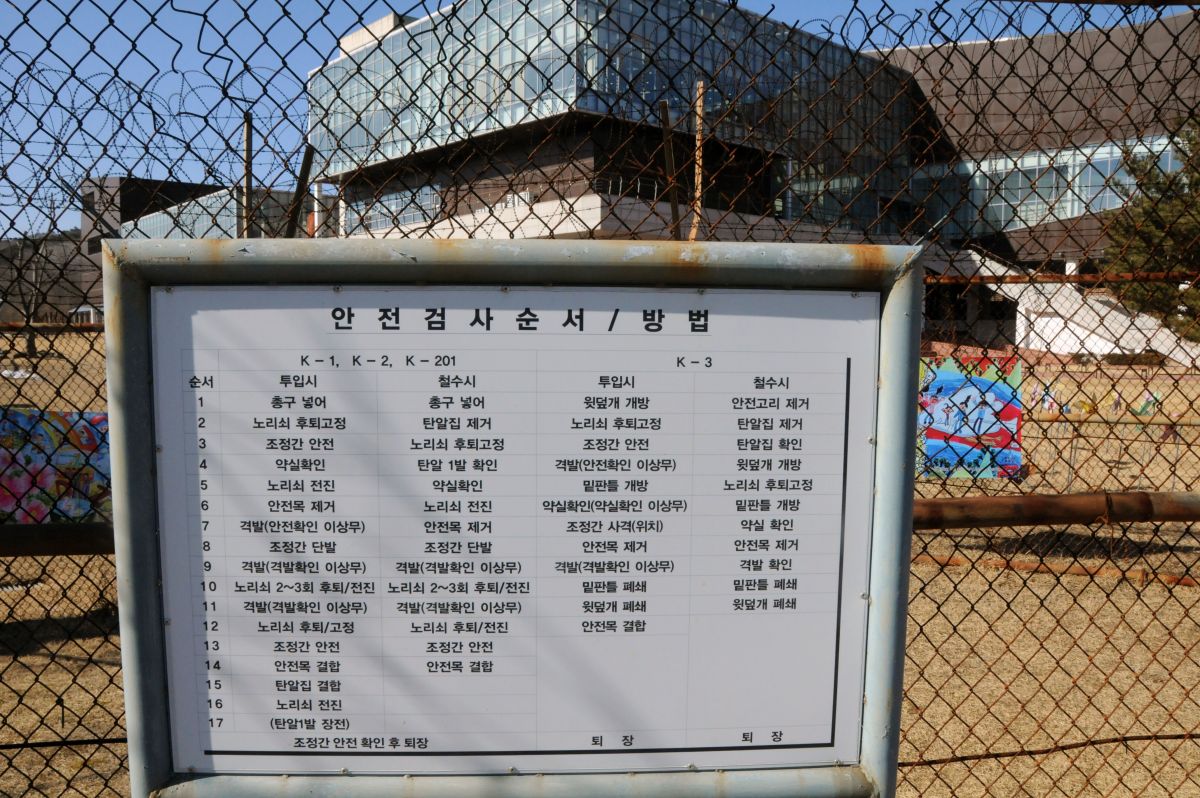 안전검사순서/방법
K-1, K-2, K-201 K-3
순서 투입시 철수시 투입시 철수시
1 총구 넣어 총구 넣어 윗덮개 개방 안전고리 제거
2 노리쇠 후퇴고정 탄알집 제거 노리쇠 후퇴고정 탄알집 제거
3 조정간 안전 노리쇠 후퇴고정 조정간 안전 탄알집 확인
4 약실확인 탄알 1발 확인 격발(안전확인 이상무) 윗덮개 개방
5 노리쇠 전진 약실확인 밑판틀 개방 노리쇠 후퇴고정
6 안전목 제거 노리쇠 전진 약실확인(약실확인 이상무) 밑판틀 개방
7 격발(안전확인 이상무) 안전목 제거 조정간 사격(위치) 약실 확인
8 조정간 단발 조정간 단발 안전목 제거 안전목 제거
9 격발(격발확인 이상무) 격발(격발확인 이상무) 격발(격발확인 이상무) 격발 확인
10 노리쇠 2~3회 후퇴/전진 노리쇠 2~3회 후퇴/전진 밑판틀 폐쇄 밑판틀 폐쇄
11 격발(격발확인 이상무) 격발(격발확인 이상무) 윗덮개 폐쇄 윗덮개 폐쇄
12 노리쇠 후퇴/고정 노리쇠 후퇴/전진 안전목 결합
13 조정간 안전 조정간 안전
14 안전목 결합 안전목 결합
15 탄알집 결합
16 노리쇠 전진
17 (탄알1발 장전)
조정간 안전 확인 후 퇴장 퇴 장 퇴 장